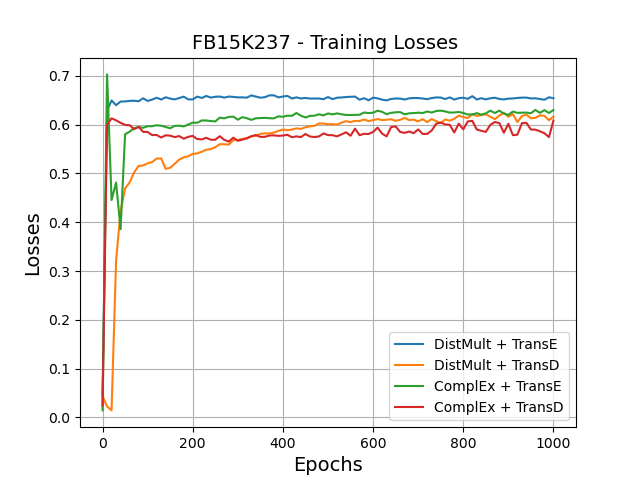 FB15K237 - Training Losses
0.7
0.6
0.5
0.4
0.3
0.2
0.1
0.0
Losses
DistMult + TransE
DistMult + TransD
ComplEx + TransE
ComplEx + TransD
0 200 400 600 800 1000
Epochs